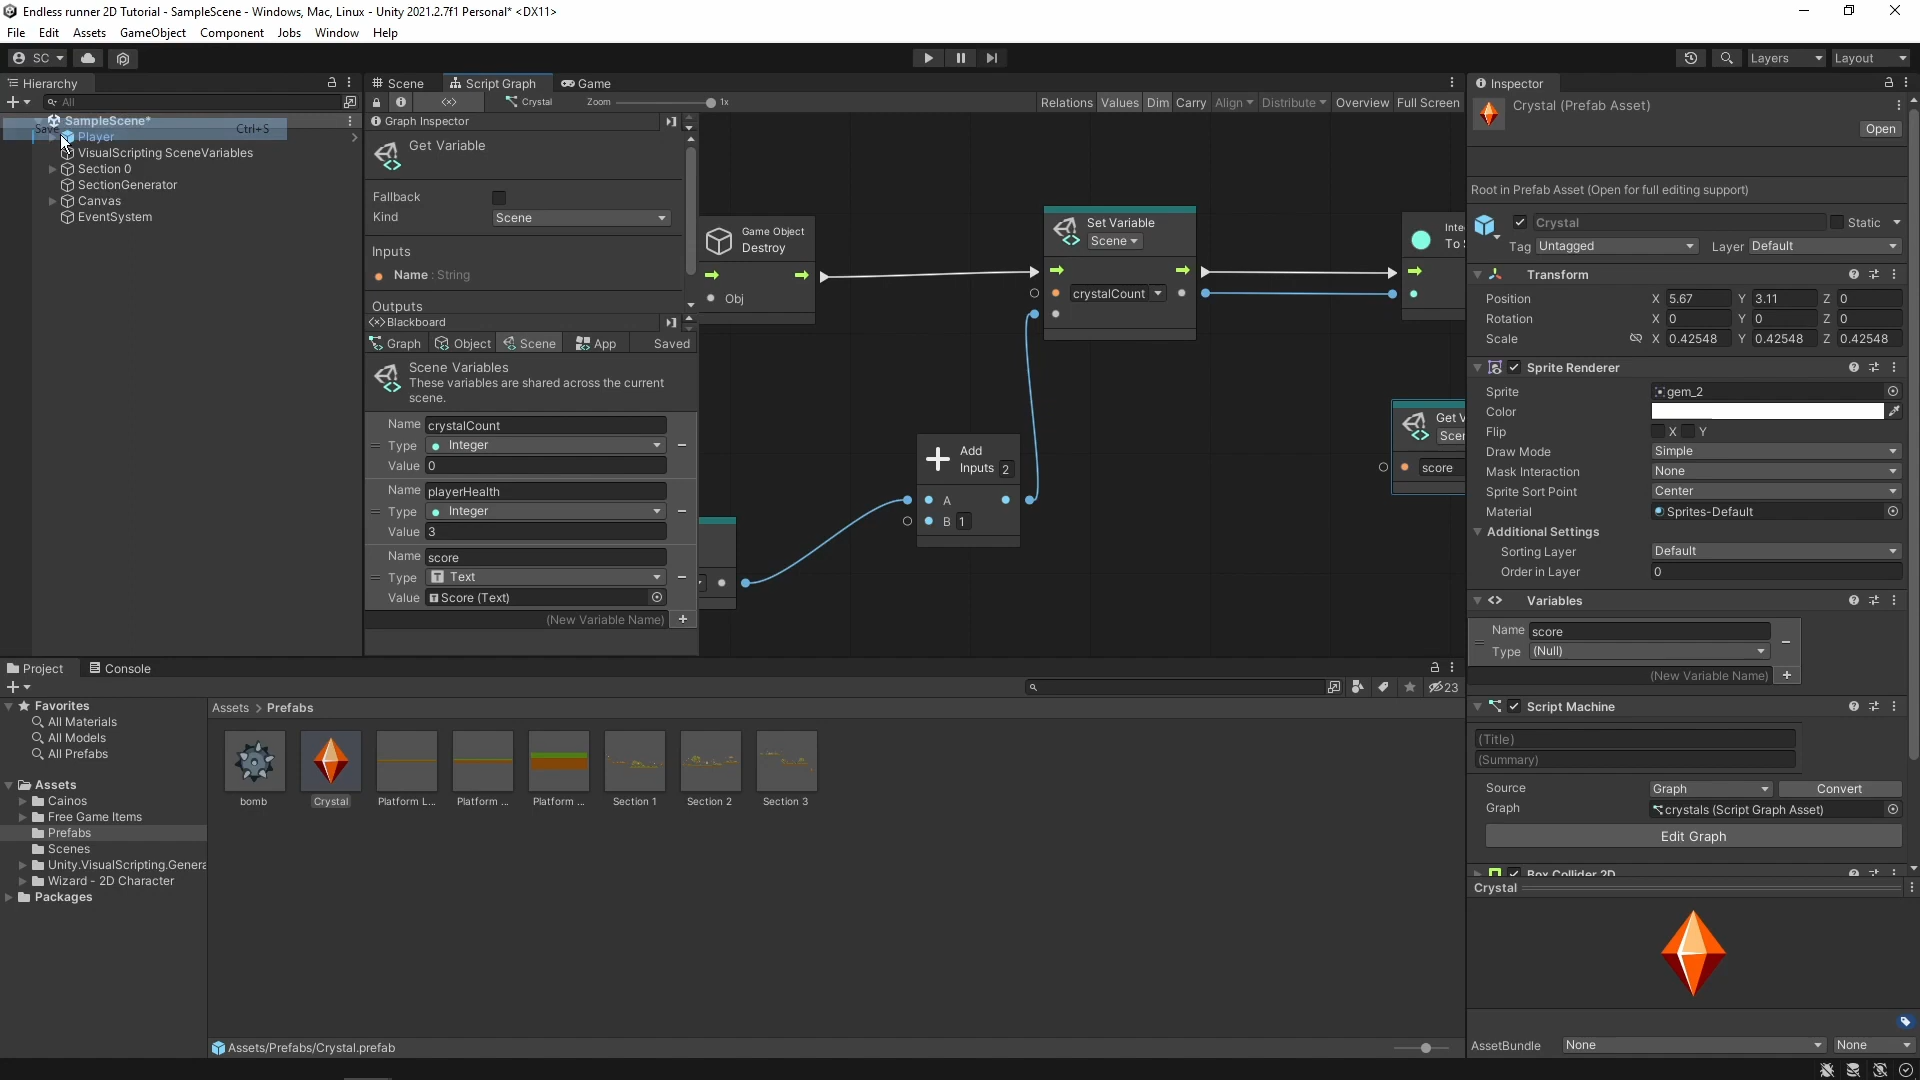 Endless runner 2D Tutorial - SampleScene - Windows, Mac, Linux - Unity 2021.2.7f1 Personal* <DX11>
File Edit Assets GameObject Component Jobs Window Help
SC Layers Layout
Hierarchy
All
SampleScene*
Save Ctrl+S
Player
VisualScripting SceneVariables
Section 0
SectionGenerator
Canvas
EventSystem
Scene Script Graph Game
Crystal Zoom 1x Relations Values Dim Carry Align Distribute Overview Full Screen
Graph Inspector
Get Variable
Fallback
Kind Scene
Inputs
Name : String
Outputs
<×> Blackboard
Graph Object Scene App Saved
Scene Variables
These variables are shared across the current
scene.
Name crystalCount
Type Integer
Value 0
Name playerHealth
Type Integer
Value 3
Name score
Type Text
Value Score (Text)
(New Variable Name)
Game Object
Destroy
Obj
Set Variable
Scene
crystalCount
Add
Inputs 2
A
B 1
score
Inspector
Crystal (Prefab Asset)
Open
Root in Prefab Asset (Open for full editing support)
Crystal Static
Tag Untagged Layer Default
Transform
Position X 5.67 Y 3.11 Z 0
Rotation X 0 Y 0 Z 0
Scale X 0.42548 Y 0.42548 Z 0.42548
Sprite Renderer
Sprite gem_2
Color
Flip X Y
Draw Mode Simple
Mask Interaction None
Sprite Sort Point Center
Material Sprites-Default
Additional Settings
Sorting Layer Default
Order in Layer 0
Variables
Name score
Type (Null)
(New Variable Name)
Script Machine
(Title)
(Summary)
Source Graph Convert
Graph crystals (Script Graph Asset)
Edit Graph
Box Collider 2D
Crystal
AssetBundle None None
Project Console
23
Favorites
All Materials
All Models
All Prefabs
Assets
Cainos
Free Game Items
Prefabs
Scenes
Unity.VisualScripting.Genera
Wizard - 2D Character
Packages
Assets > Prefabs
bomb Crystal Platform L... Platform ... Platform ... Section 1 Section 2 Section 3
Assets/Prefabs/Crystal.prefab